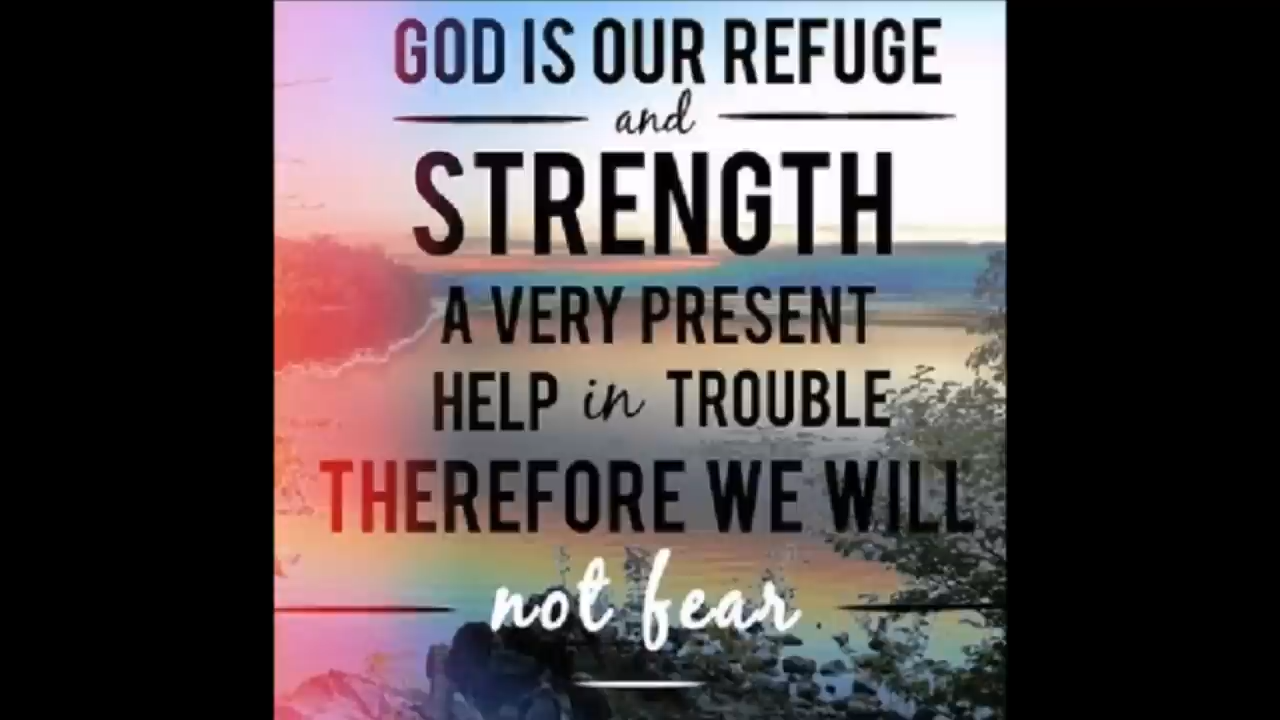 GOD IS OUR REFUGE
and
STRENGTH
A VERY PRESENT
HELP in TROUBLE
THEREFORE WE WILL
not fear